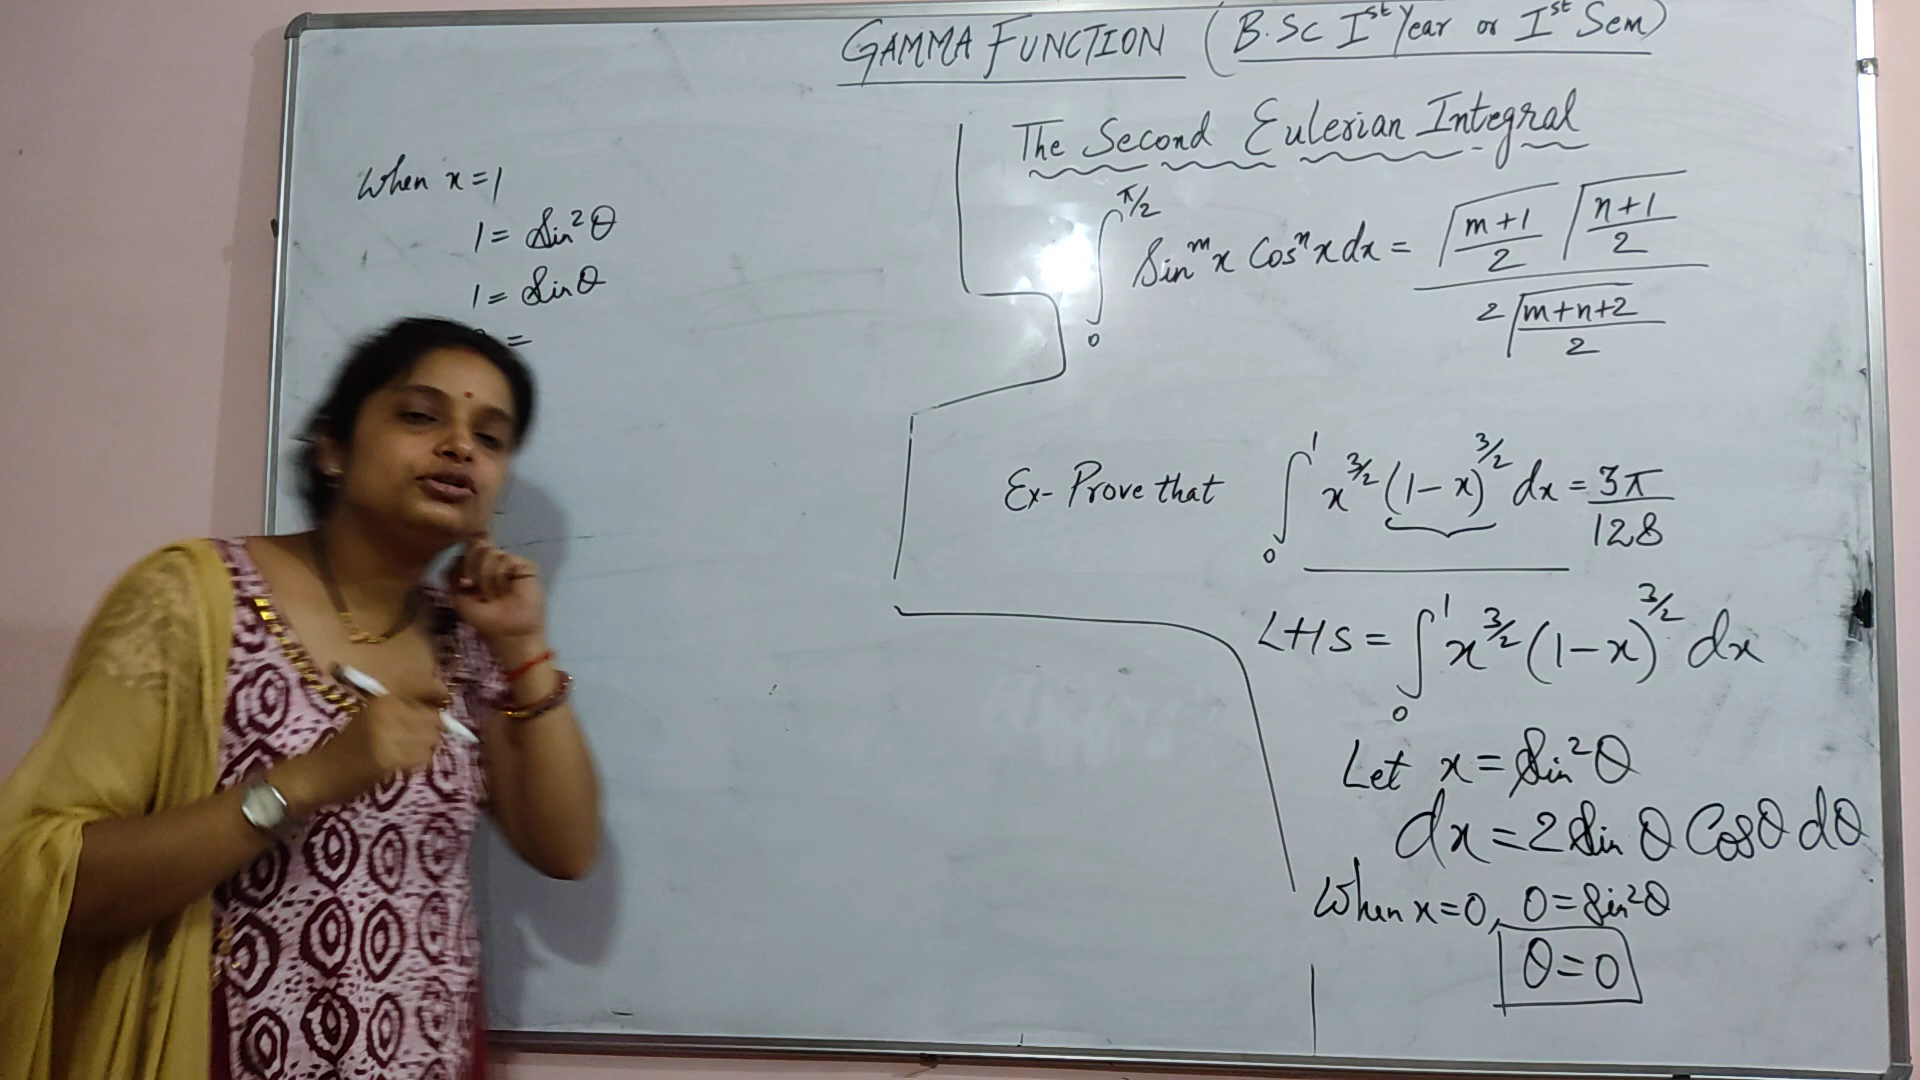 GAMMA FUNCTION (B.Sc Ist Year or Ist Sem)
The Second Eulerian Integral
∫₀^π/2 Sin^m x Cos^n x dx = Γ(m+1)/2 Γ(n+1)/2 / 2Γ(m+n+2)/2
Ex- Prove that ∫₀¹ x^3/2 (1-x)^3/2 dx = 3π/128
LHS = ∫₀¹ x^3/2 (1-x)^3/2 dx
Let x = Sin²θ
dx = 2 Sin θ Cosθ dθ
When x=0, 0 = Sin²θ
θ=0
When x=1
1 = Sin²θ
1 = Sinθ
=